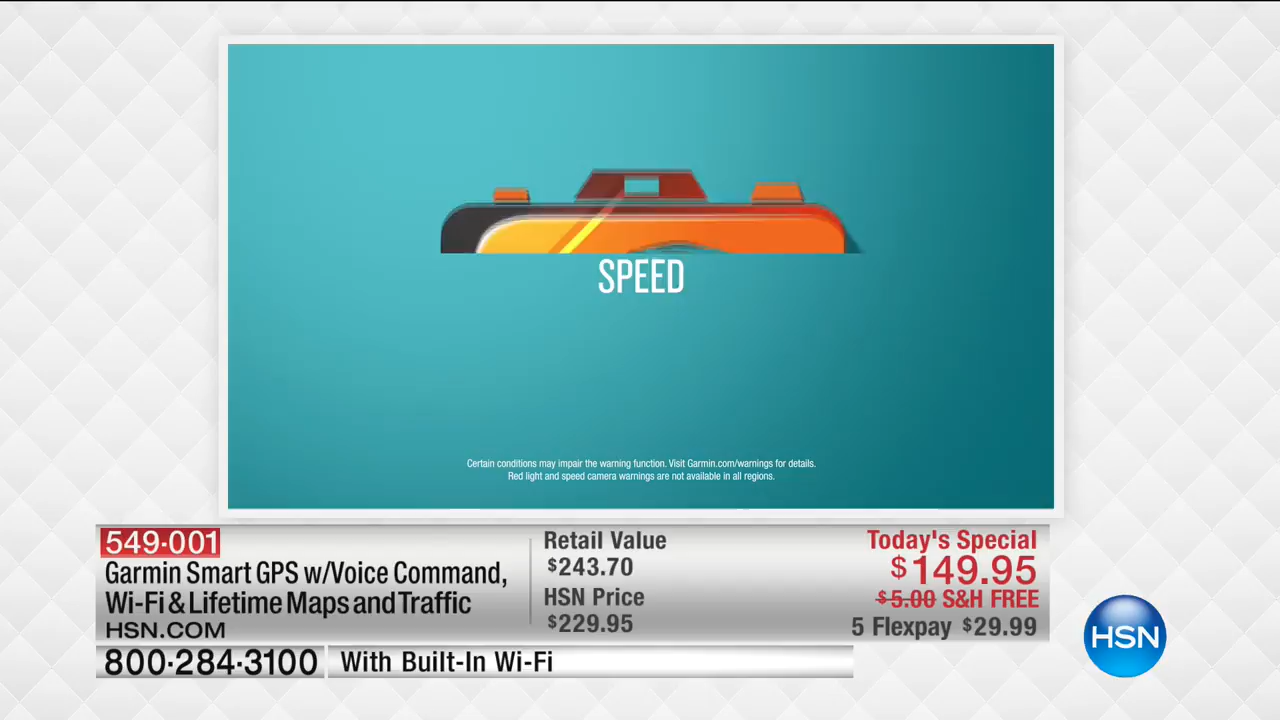 SPEED
Certain conditions may impair the warning function. Visit Garmin.com/warnings for details.
Red light and speed camera warnings are not available in all regions.
549·001
Garmin Smart GPS w/Voice Command,
Wi-Fi & Lifetime Maps and Traffic
HSN.COM
800·284·3100
With Built-In Wi-Fi
Retail Value
$243.70
HSN Price
$229.95
Today's Special
$149.95
$5.00 S&H FREE
5 Flexpay $29.99
HSN